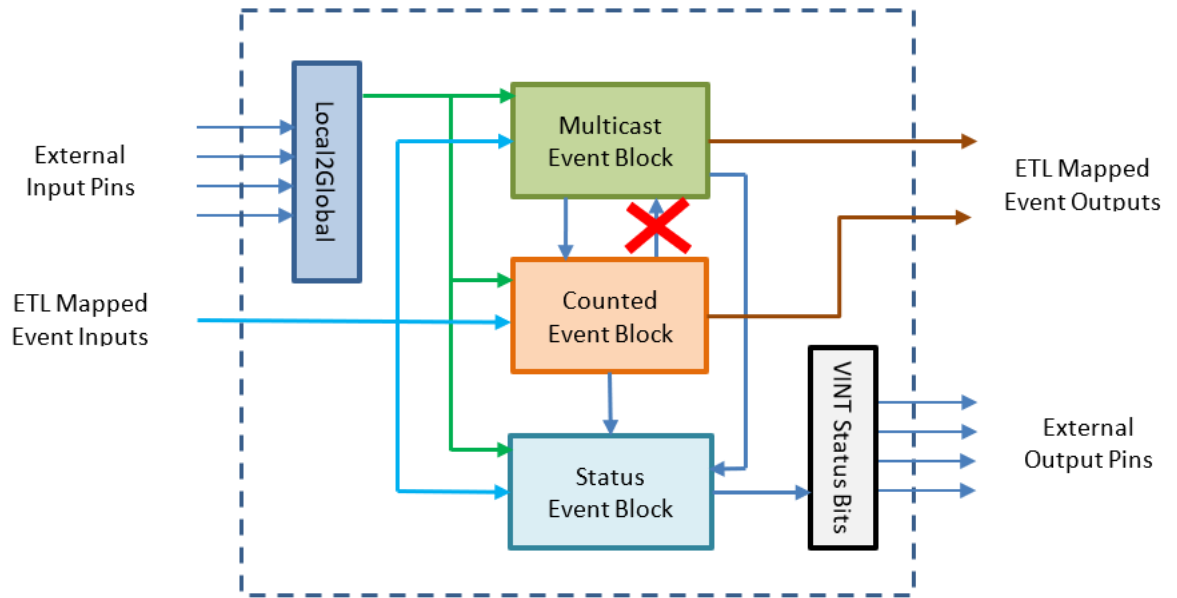 External
Input Pins
ETL Mapped
Event Inputs
Local2Global
Multicast
Event Block
Counted
Event Block
Status
Event Block
VINT Status Bits
ETL Mapped
Event Outputs
External
Output Pins